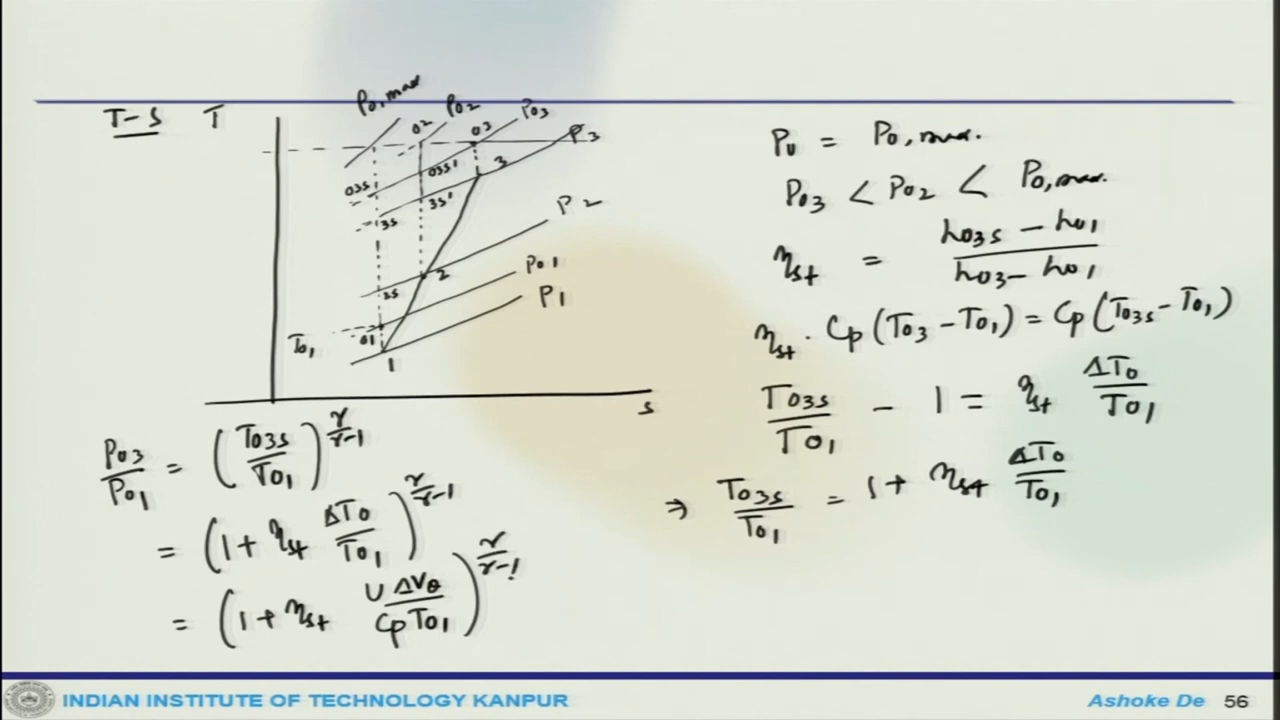 T-S T
P0,max
02 P02
03 P03
P3
03s 03s' 3
3s 3s'
P2
2s 2
P01
T01 01
P1
1
s
P03/P01 = (T03s/T01)^γ/γ-1
= (1 + ηst ΔT0/T01)^γ/γ-1
= (1 + ηst UΔVθ/CpT01)^γ/γ-1
P0 = P0,max.
P03 < P02 < P0,max.
ηst = h03s - h01 / h03 - h01
ηst · Cp (T03 - T01) = Cp (T03s - T01)
T03s/T01 - 1 = ηst ΔT0/T01
⇒ T03s/T01 = 1 + ηst ΔT0/T01
INDIAN INSTITUTE OF TECHNOLOGY KANPUR
Ashoke De 56